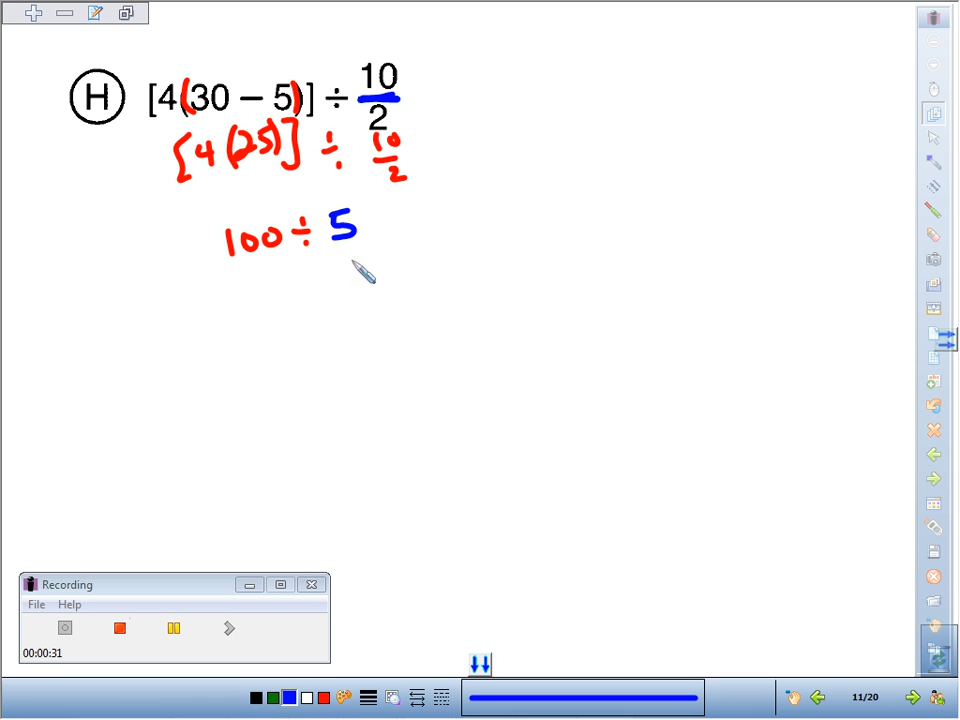 H [4(30 − 5)] ÷ 10/2
[4 (25)] ÷ 10/2
100 ÷ 5
Recording
File Help
00:00:31
11/20